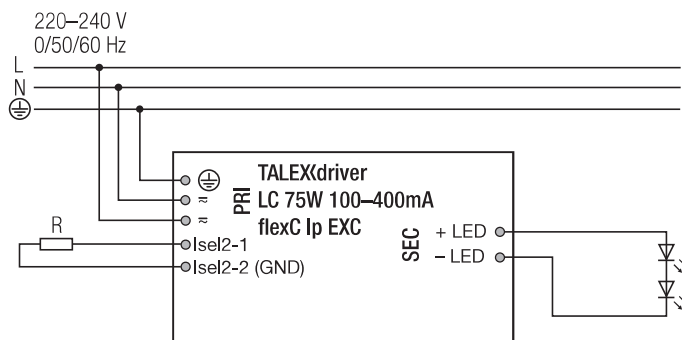 220–240 V
0/50/60 Hz
L
N
PRI
TALEXXdriver
LC 75W 100–400mA
flexC lp EXC
≂
≂
R
Isel2-1
Isel2-2 (GND)
SEC
+ LED
– LED